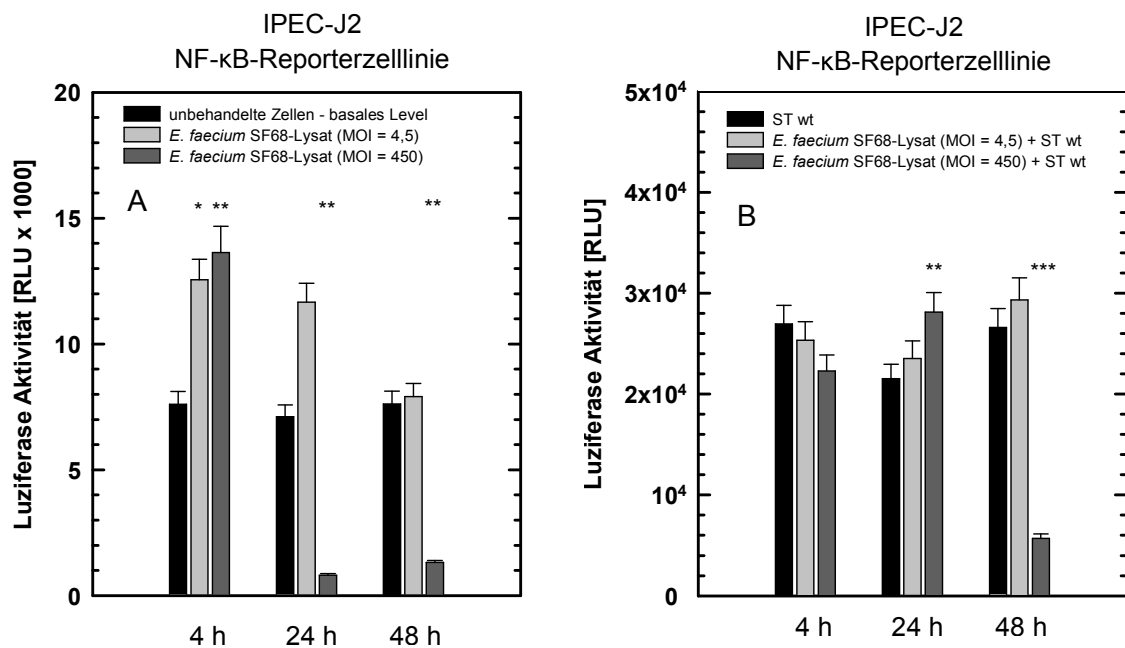 IPEC-J2
NF-κB-Reporterzelllinie
20
15
10
5
0
Luziferase Aktivität [RLU x 1000]
unbehandelte Zellen - basales Level
E. faecium SF68-Lysat (MOI = 4,5)
E. faecium SF68-Lysat (MOI = 450)
A
* ** ** **
4 h 24 h 48 h
IPEC-J2
NF-κB-Reporterzelllinie
5x10⁴
4x10⁴
3x10⁴
2x10⁴
10⁴
0
Luziferase Aktivität [RLU]
ST wt
E. faecium SF68-Lysat (MOI = 4,5) + ST wt
E. faecium SF68-Lysat (MOI = 450) + ST wt
B
** ***
4 h 24 h 48 h